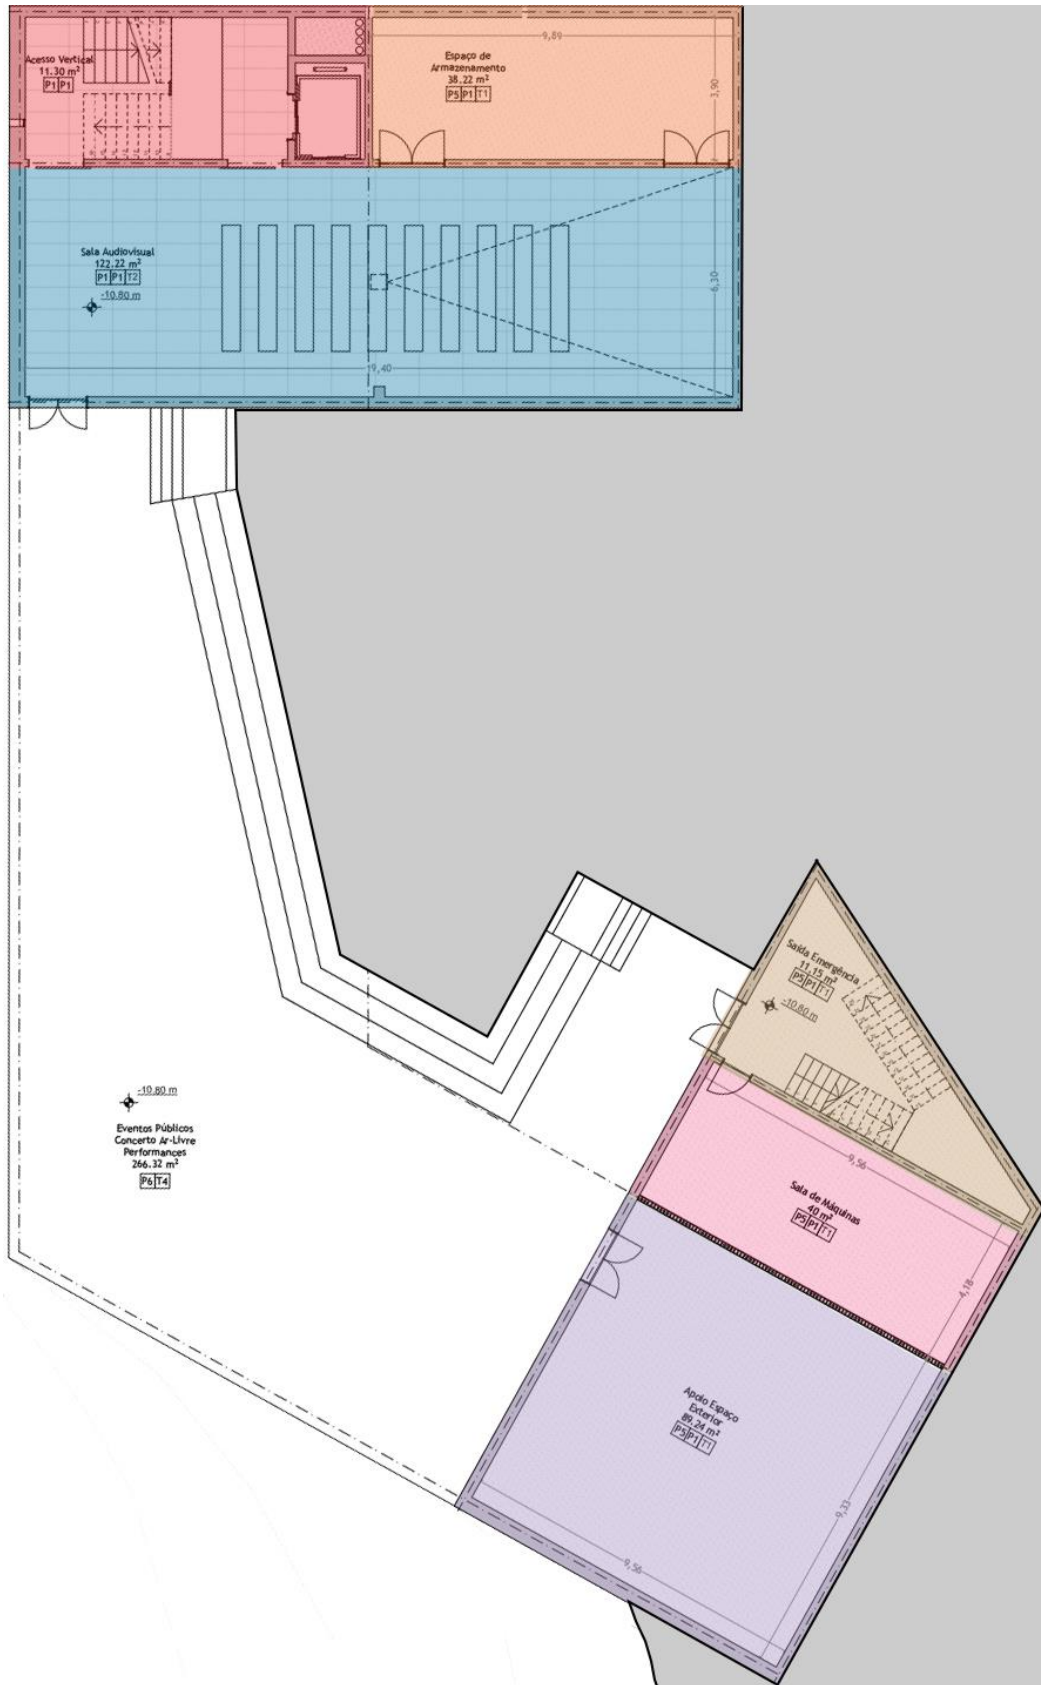 Acesso Vertical
11.30 m²
P1 P1
Espaço de
Armazenamento
38.22 m²
P5 P1 T1
9,89
3,90
Sala Audiovisual
122.22 m²
P1 P1 T2
-10.80 m
6,30
9,40
Saída Emergência
11,15 m²
P5 P1 T1
-10.80 m
-10.80 m
Eventos Públicos
Concerto Ar-Livre
Performances
266.32 m²
P6 T4
9,56
Sala de Máquinas
40 m²
P5 P1 T1
4,18
Apoio Espaço
Exterior
89.24 m²
P5 P1 T1
9,33
9,56